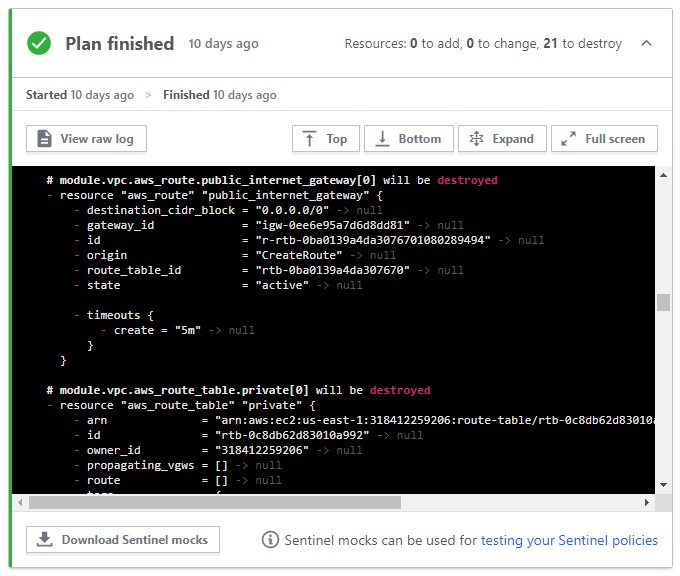 Plan finished 10 days ago Resources: 0 to add, 0 to change, 21 to destroy
Started 10 days ago > Finished 10 days ago
View raw log Top Bottom Expand Full screen
# module.vpc.aws_route.public_internet_gateway[0] will be destroyed
- resource "aws_route" "public_internet_gateway" {
- destination_cidr_block = "0.0.0.0/0" -> null
- gateway_id = "igw-0ee6e95a7d6d8dd81" -> null
- id = "r-rtb-0ba0139a4da3076701080289494" -> null
- origin = "CreateRoute" -> null
- route_table_id = "rtb-0ba0139a4da307670" -> null
- state = "active" -> null
- timeouts {
- create = "5m" -> null
}
}
# module.vpc.aws_route_table.private[0] will be destroyed
- resource "aws_route_table" "private" {
- arn = "arn:aws:ec2:us-east-1:318412259206:route-table/rtb-0c8db62d83010a
- id = "rtb-0c8db62d83010a992" -> null
- owner_id = "318412259206" -> null
- propagating_vgws = [] -> null
- route = [] -> null
Download Sentinel mocks Sentinel mocks can be used for testing your Sentinel policies